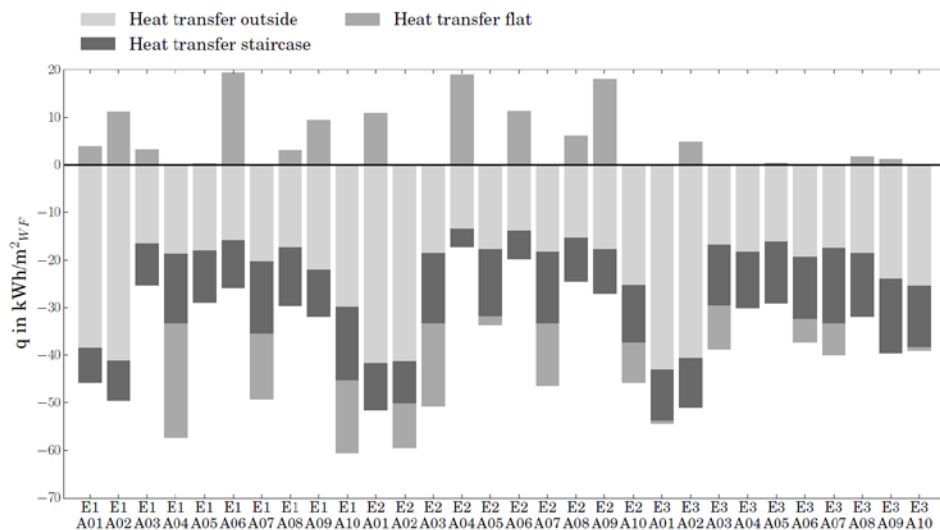 Heat transfer outside
Heat transfer flat
Heat transfer staircase
q in kWh/m²WF
20
10
0
−10
−20
−30
−40
−50
−60
−70
E1 E1 E1 E1 E1 E1 E1 E1 E1 E1 E2 E2 E2 E2 E2 E2 E2 E2 E2 E2 E3 E3 E3 E3 E3 E3 E3 E3 E3 E3
A01 A02 A03 A04 A05 A06 A07 A08 A09 A10 A01 A02 A03 A04 A05 A06 A07 A08 A09 A10 A01 A02 A03 A04 A05 A06 A07 A08 A09 A10